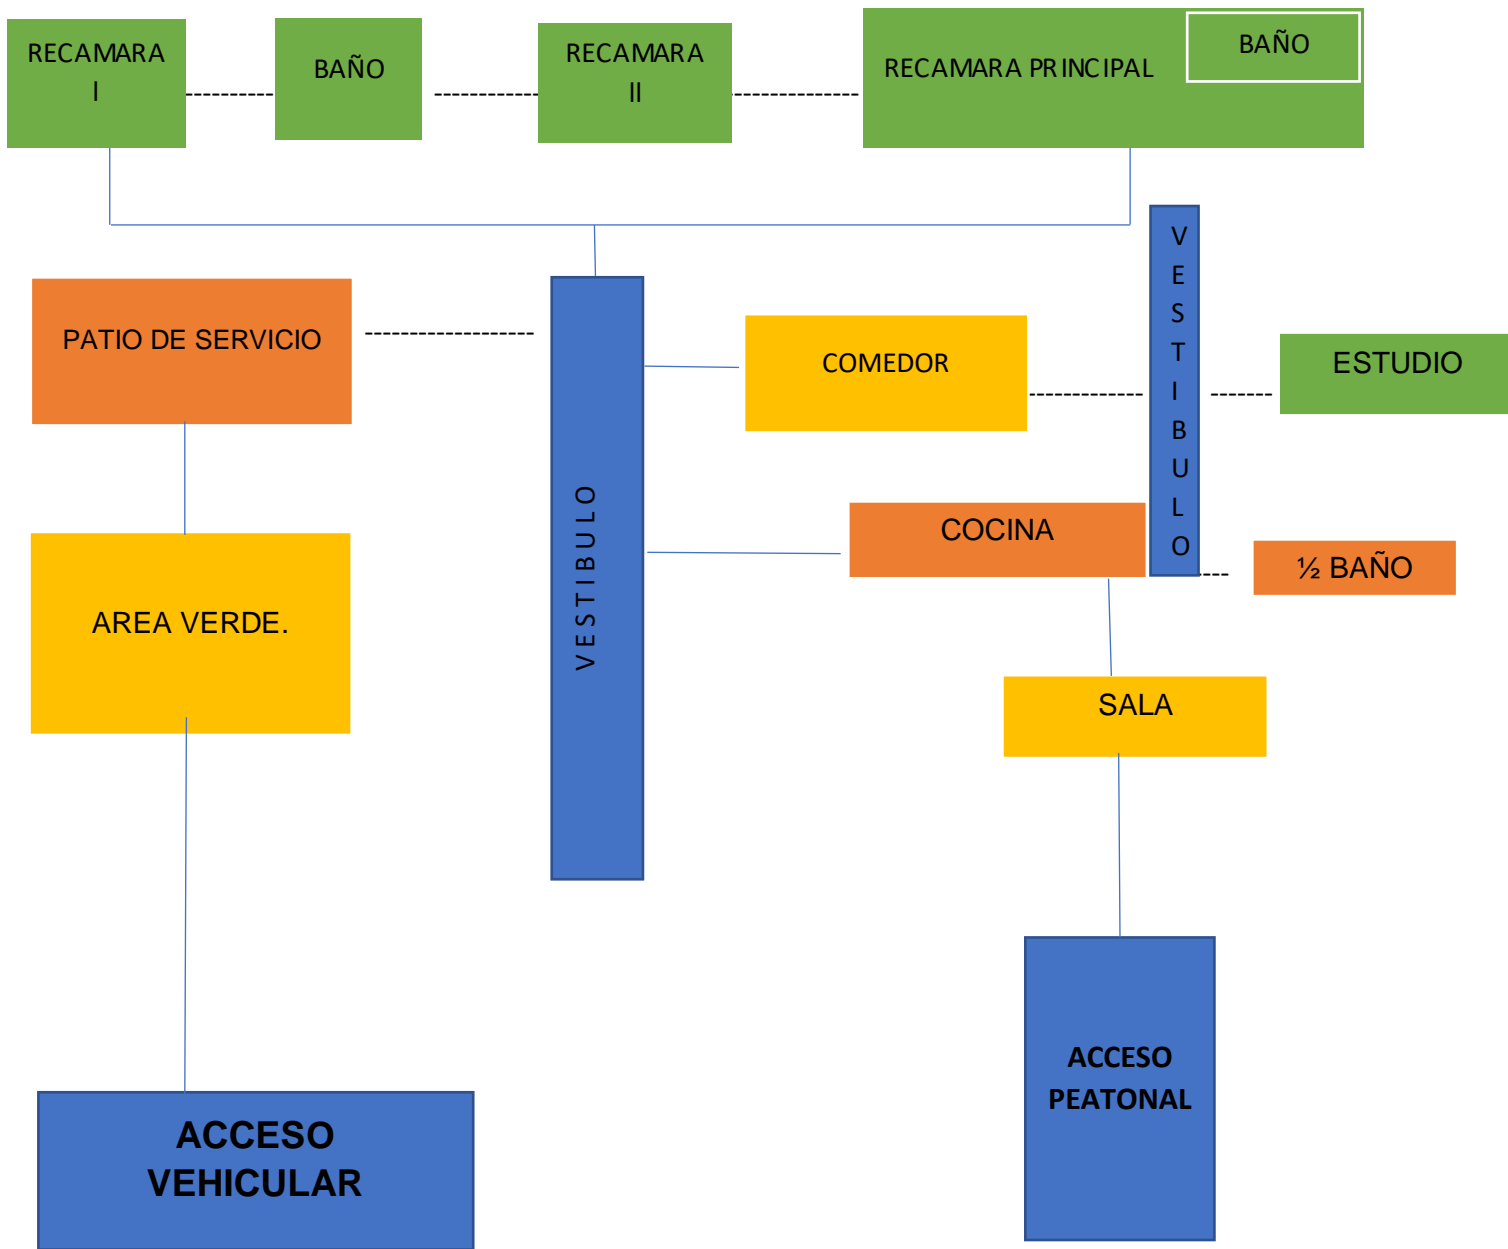 RECAMARA
I
BAÑO
RECAMARA
II
RECAMARA PRINCIPAL
BAÑO
PATIO DE SERVICIO
COMEDOR
VESTIBULO
ESTUDIO
VESTIBULO
COCINA
½ BAÑO
AREA VERDE.
SALA
ACCESO
PEATONAL
ACCESO
VEHICULAR